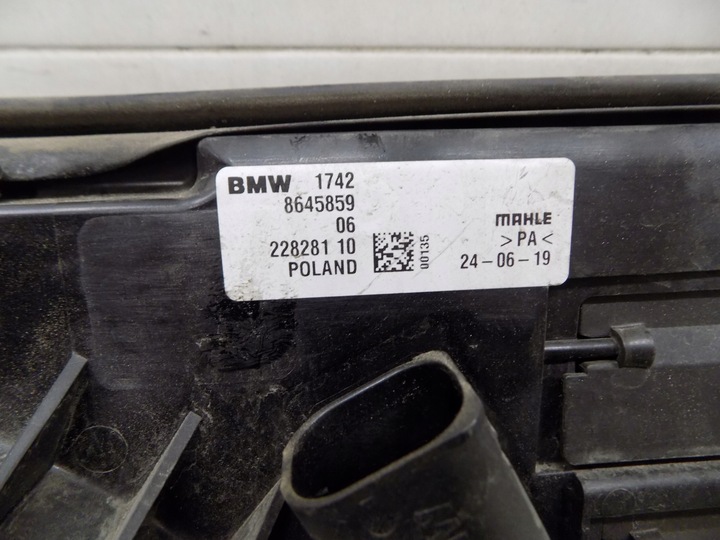 BMW 1742
8645859
06
228281 10
POLAND
00135
MAHLE
>PA<
24-06-19